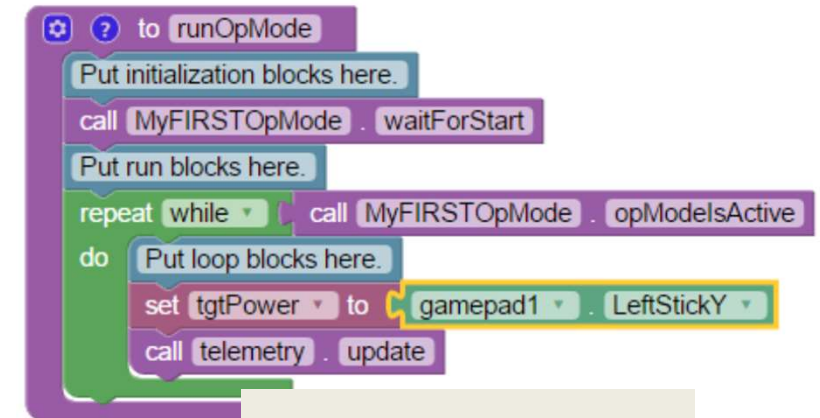 ? to runOpMode
Put initialization blocks here.
call MyFIRSTOpMode . waitForStart
Put run blocks here.
repeat while call MyFIRSTOpMode . opModeIsActive
do Put loop blocks here.
set tgtPower to gamepad1 . LeftStickY
call telemetry . update